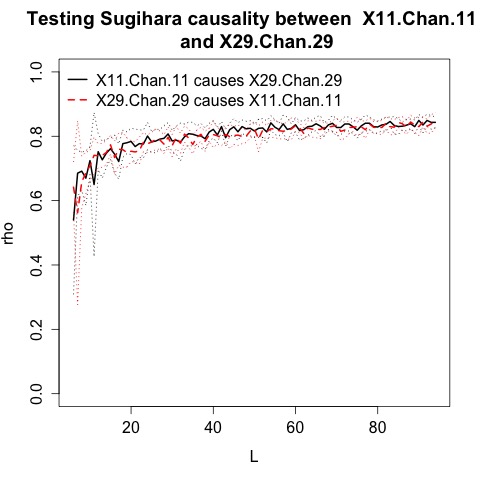 Testing Sugihara causality between X11.Chan.11
and X29.Chan.29
X11.Chan.11 causes X29.Chan.29
X29.Chan.29 causes X11.Chan.11
1.0
0.8
0.6
0.4
0.2
0.0
rho
20 40 60 80
L